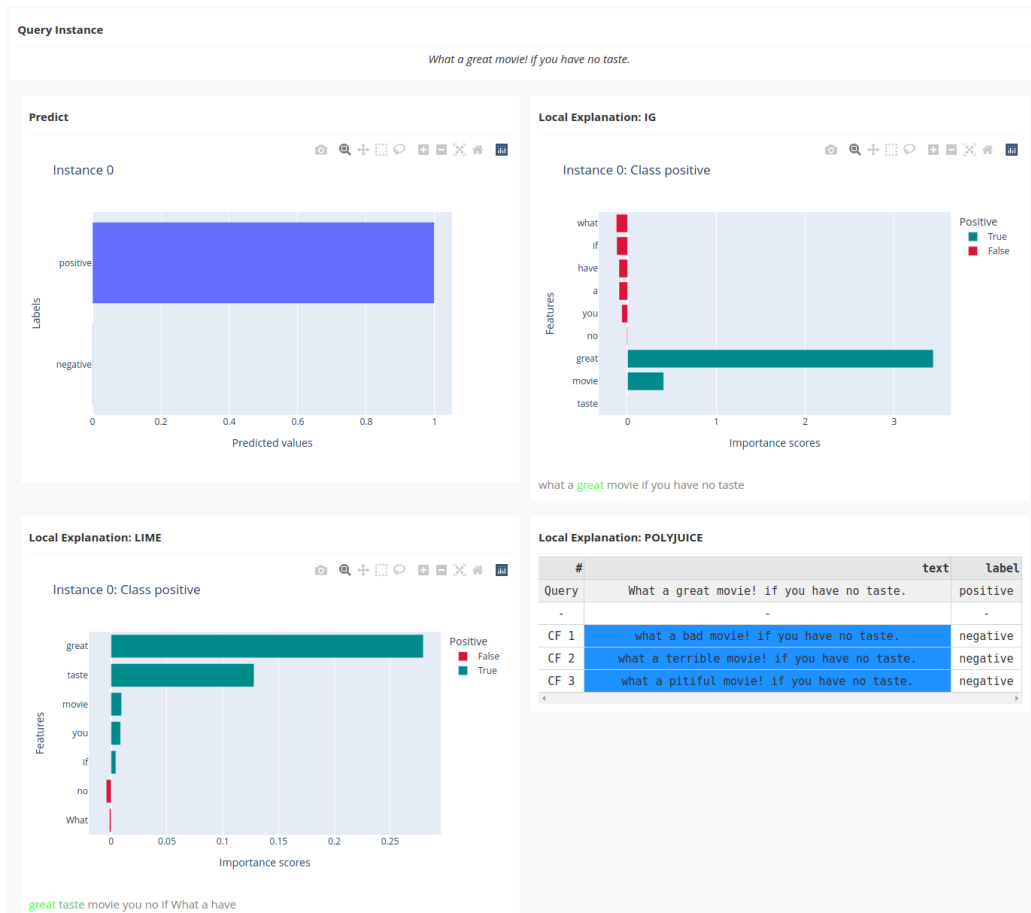 Query Instance
What a great movie! if you have no taste.
Predict
Instance 0
positive
negative
Labels
0 0.2 0.4 0.6 0.8 1
Predicted values
Local Explanation: IG
Instance 0: Class positive
what
if
have
a
you
no
great
movie
taste
Features
0 1 2 3
Importance scores
Positive
True
False
what a great movie if you have no taste
Local Explanation: LIME
Instance 0: Class positive
great
taste
movie
you
if
no
What
Features
0 0.05 0.1 0.15 0.2 0.25
Importance scores
Positive
False
True
great taste movie you no if What a have
Local Explanation: POLYJUICE
# text label
Query What a great movie! if you have no taste. positive
- - -
CF 1 what a bad movie! if you have no taste. negative
CF 2 what a terrible movie! if you have no taste. negative
CF 3 what a pitiful movie! if you have no taste. negative